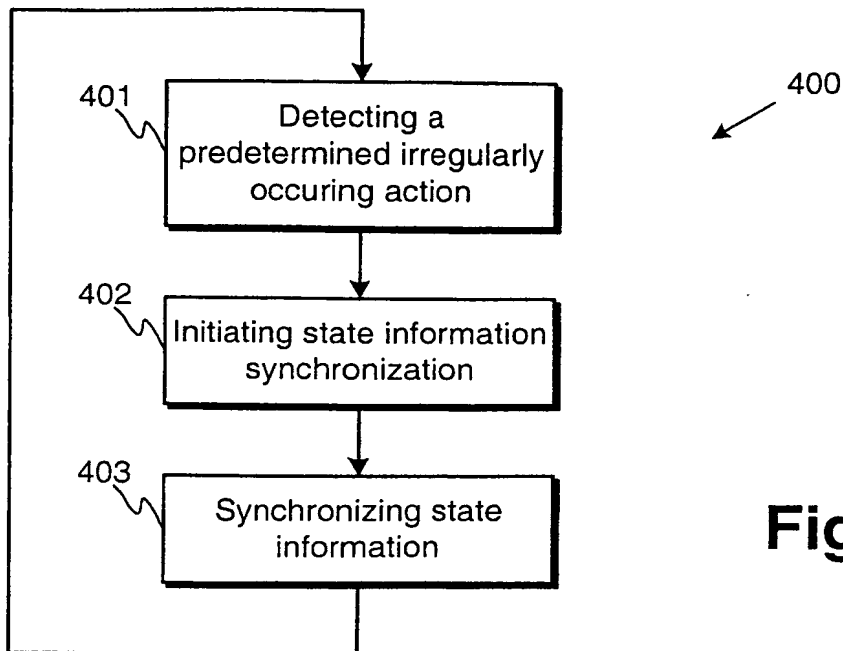 401
Detecting a
predetermined irregularly
occuring action
400
402
Initiating state information
synchronization
403
Synchronizing state
information
Fig